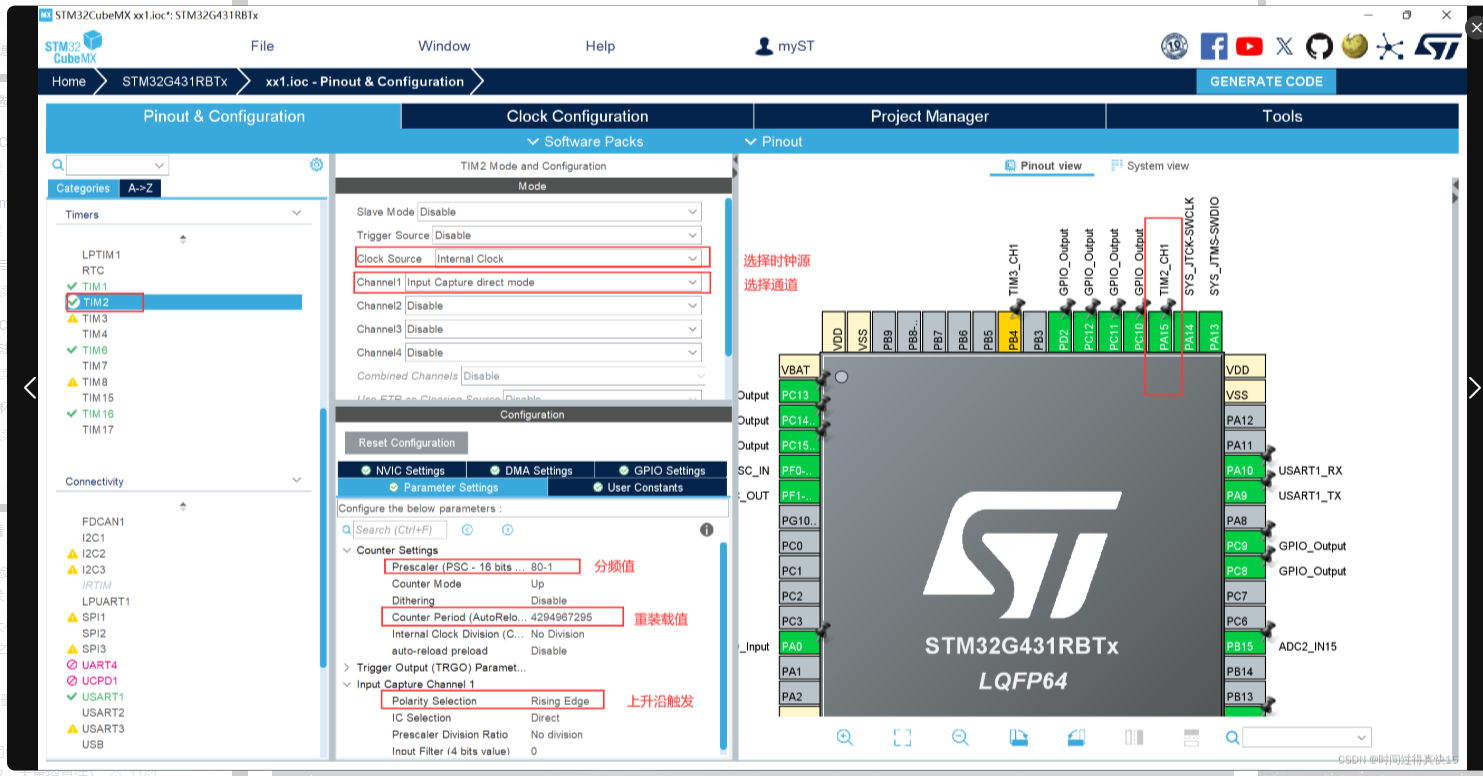 STM32CubeMX xx1.ioc*: STM32G431RBTx
STM32
CubeMX
File
Window
Help
myST
Home
STM32G431RBTx
xx1.ioc - Pinout & Configuration
GENERATE CODE
Pinout & Configuration
Clock Configuration
Project Manager
Tools
Software Packs
Pinout
Categories
A->Z
Timers
LPTIM1
RTC
TIM1
TIM2
TIM3
TIM4
TIM6
TIM7
TIM8
TIM15
TIM16
TIM17
Connectivity
FDCAN1
I2C1
I2C2
I2C3
IRTIM
LPUART1
SPI1
SPI2
SPI3
UART4
UCPD1
USART1
USART2
USART3
USB
TIM2 Mode and Configuration
Mode
Slave Mode Disable
Trigger Source Disable
Clock Source Internal Clock
Channel1 Input Capture direct mode
Channel2 Disable
Channel3 Disable
Channel4 Disable
Combined Channels Disable
Use ETR as Clearing Source Disable
选择时钟源
选择通道
Configuration
Reset Configuration
NVIC Settings
DMA Settings
GPIO Settings
Parameter Settings
User Constants
Configure the below parameters :
Search (Ctrl+F)
Counter Settings
Prescaler (PSC - 16 bits ... 80-1
分频值
Counter Mode Up
Dithering Disable
Counter Period (AutoRelo... 4294967295
重装载值
Internal Clock Division (C... No Division
auto-reload preload Disable
Trigger Output (TRGO) Paramet...
Input Capture Channel 1
Polarity Selection Rising Edge
上升沿触发
IC Selection Direct
Prescaler Division Ratio No division
Input Filter (4 bits value) 0
Pinout view
System view
TIM3_CH1
GPIO_Output
GPIO_Output
GPIO_Output
GPIO_Output
TIM2_CH1
SYS_JTCK-SWCLK
SYS_JTMS-SWDIO
VDD
VSS
PB9
PB8-..
PB7
PB6
PB5
PB4
PB3
PD2
PC12
PC11
PC10
PA15
PA14
PA13
VBAT
Output PC13
Output PC14..
Output PC15..
SC_IN PF0-..
_OUT PF1-..
PG10..
PC0
PC1
PC2
PC3
_Input PA0
PA1
PA2
VDD
VSS
PA12
PA11
PA10 USART1_RX
PA9 USART1_TX
PA8
PC9 GPIO_Output
PC8 GPIO_Output
PC7
PC6
PB15 ADC2_IN15
PB14
PB13
STM32G431RBTx
LQFP64